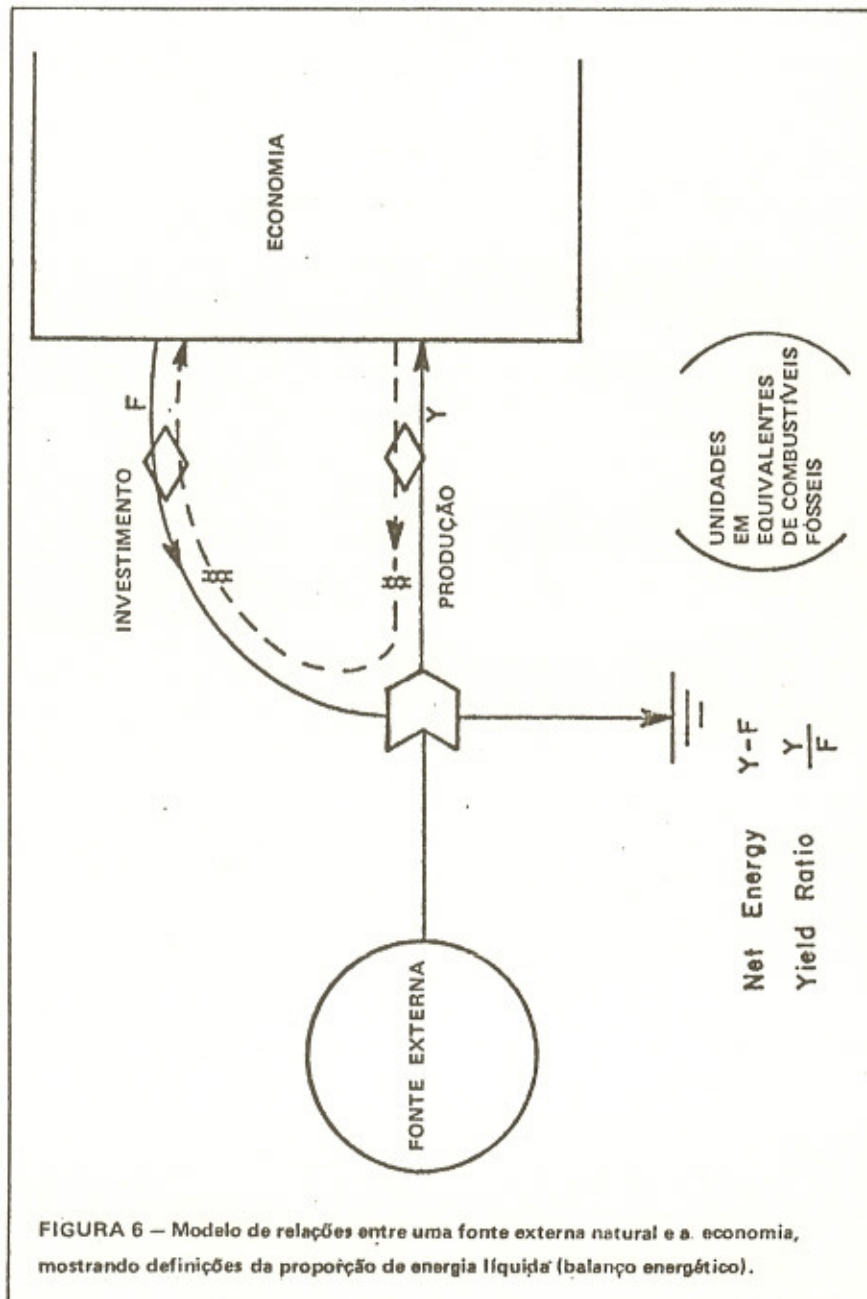 ECONOMIA
F
INVESTIMENTO
Y
PRODUÇÃO
$
$
FONTE EXTERNA
UNIDADES
EM
EQUIVALENTES
DE COMBUSTÍVEIS
FÓSSEIS
Net Energy Y-F
Yield Ratio Y/F
FIGURA 6 — Modelo de relações entre uma fonte externa natural e a. economia,
mostrando definições da proporção de energia líquida (balanço energético).